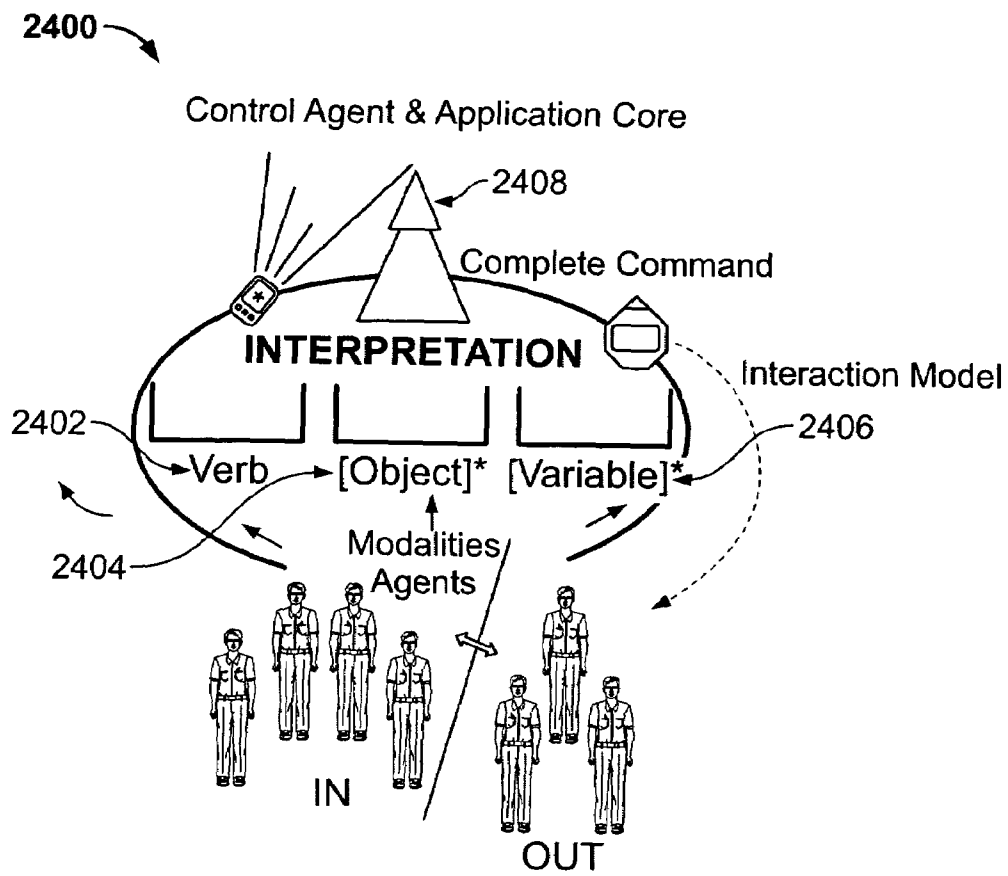 2400
Control Agent & Application Core
2408
Complete Command
INTERPRETATION
Interaction Model
2402
2406
Verb
[Object]*
[Variable]*
2404
Modalities
Agents
IN
OUT